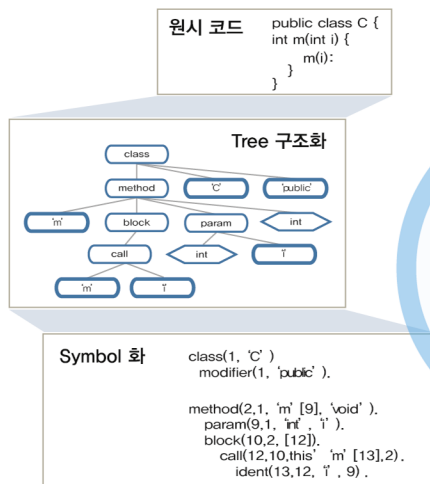 원시 코드
public class C {
int m(int i) {
m(i):
}
}
Tree 구조화
class
method
'C'
'public'
'm'
block
param
int
call
int
'i'
'm'
'i'
Symbol 화
class(1, 'C')
modifier(1, 'public').
method(2,1, 'm' [9], 'void').
param(9,1, 'int', 'i').
block(10,2, [12]).
call(12,10,this' 'm' [13],2).
ident(13,12, 'i', 9).